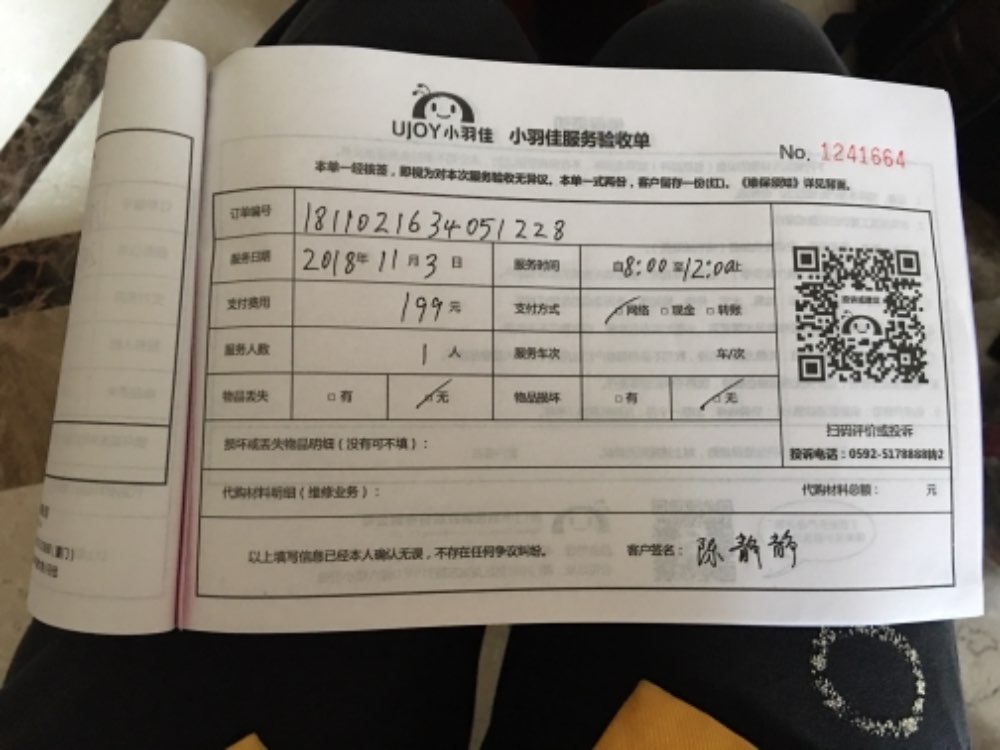 UJOY小羽佳 小羽佳服务验收单
No. 1241664
本单一经核签，即视为对本次服务验收无异议。本单一式两份，客户留存一份(红)。《维保须知》详见背面。
订单编号 1811021634051228
服务日期 2018年11月3日 服务时间 自8:00至12:00止
支付费用 199元 支付方式 ☑网络 □现金 □转账
服务人数 1人 服务车次 车/次
物品丢失 □有 ☑无 物品损坏 □有 ☑无
投诉或建议
扫码评价或投诉
投诉电话：0592-5178888转2
损坏或丢失物品明细（没有可不填）：
代购材料明细（维修业务）： 代购材料总额： 元
以上填写信息已经本人确认无误，不存在任何争议纠纷。 客户签名：陈静静